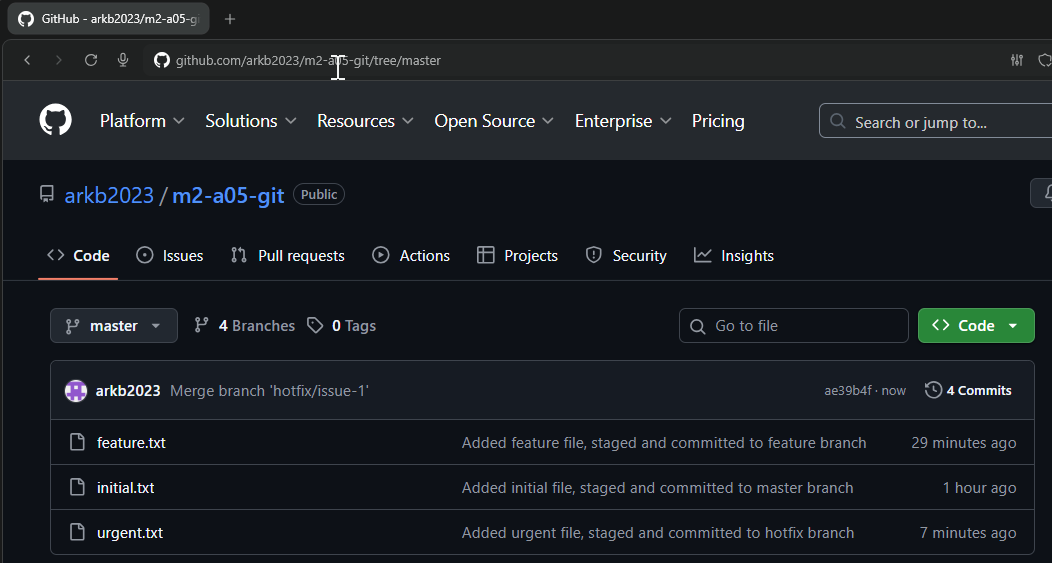 GitHub - arkb2023/m2-a05-gi
github.com/arkb2023/m2-a05-git/tree/master
Platform Solutions Resources Open Source Enterprise Pricing Search or jump to...
arkb2023 / m2-a05-git Public
Code Issues Pull requests Actions Projects Security Insights
master 4 Branches 0 Tags Go to file Code
arkb2023 Merge branch 'hotfix/issue-1' ae39b4f · now 4 Commits
feature.txt Added feature file, staged and committed to feature branch 29 minutes ago
initial.txt Added initial file, staged and committed to master branch 1 hour ago
urgent.txt Added urgent file, staged and committed to hotfix branch 7 minutes ago